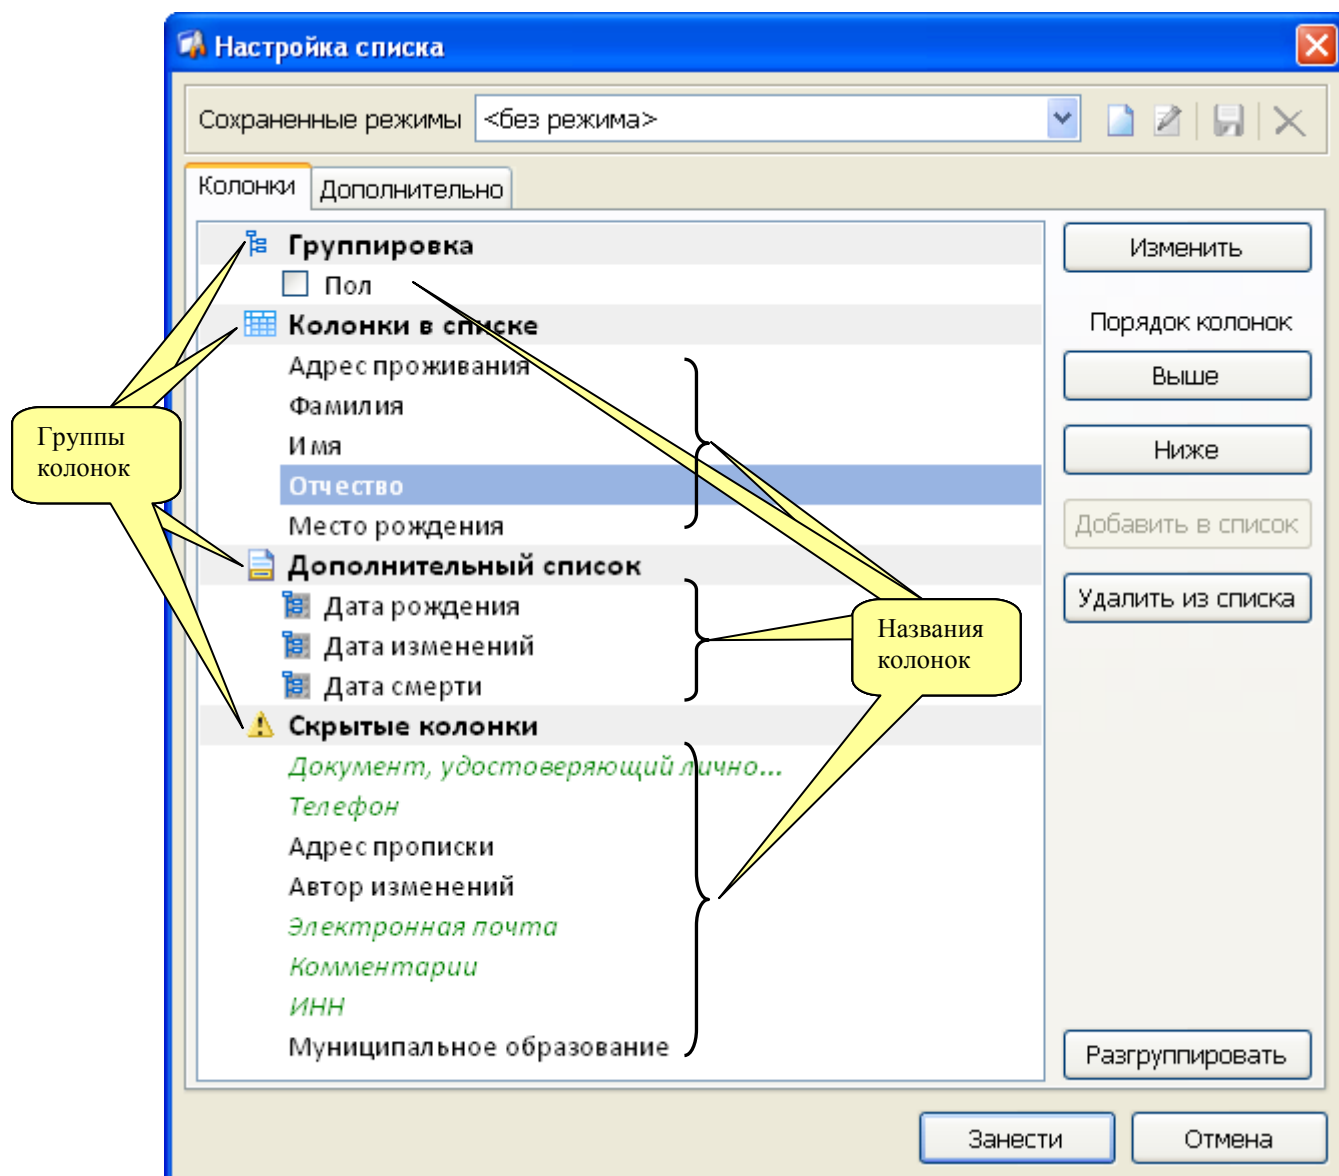 Настройка списка
Сохраненные режимы <без режима>
Колонки Дополнительно
Группировка
Изменить
Пол
Колонки в списке
Порядок колонок
Адрес проживания
Выше
Фамилия
Группы
колонок
Имя
Ниже
Отчество
Место рождения
Добавить в список
Дополнительный список
Дата рождения
Удалить из списка
Названия
колонок
Дата изменений
Дата смерти
Скрытые колонки
Документ, удостоверяющий лично...
Телефон
Адрес прописки
Автор изменений
Электронная почта
Комментарии
ИНН
Муниципальное образование
Разгруппировать
Занести Отмена